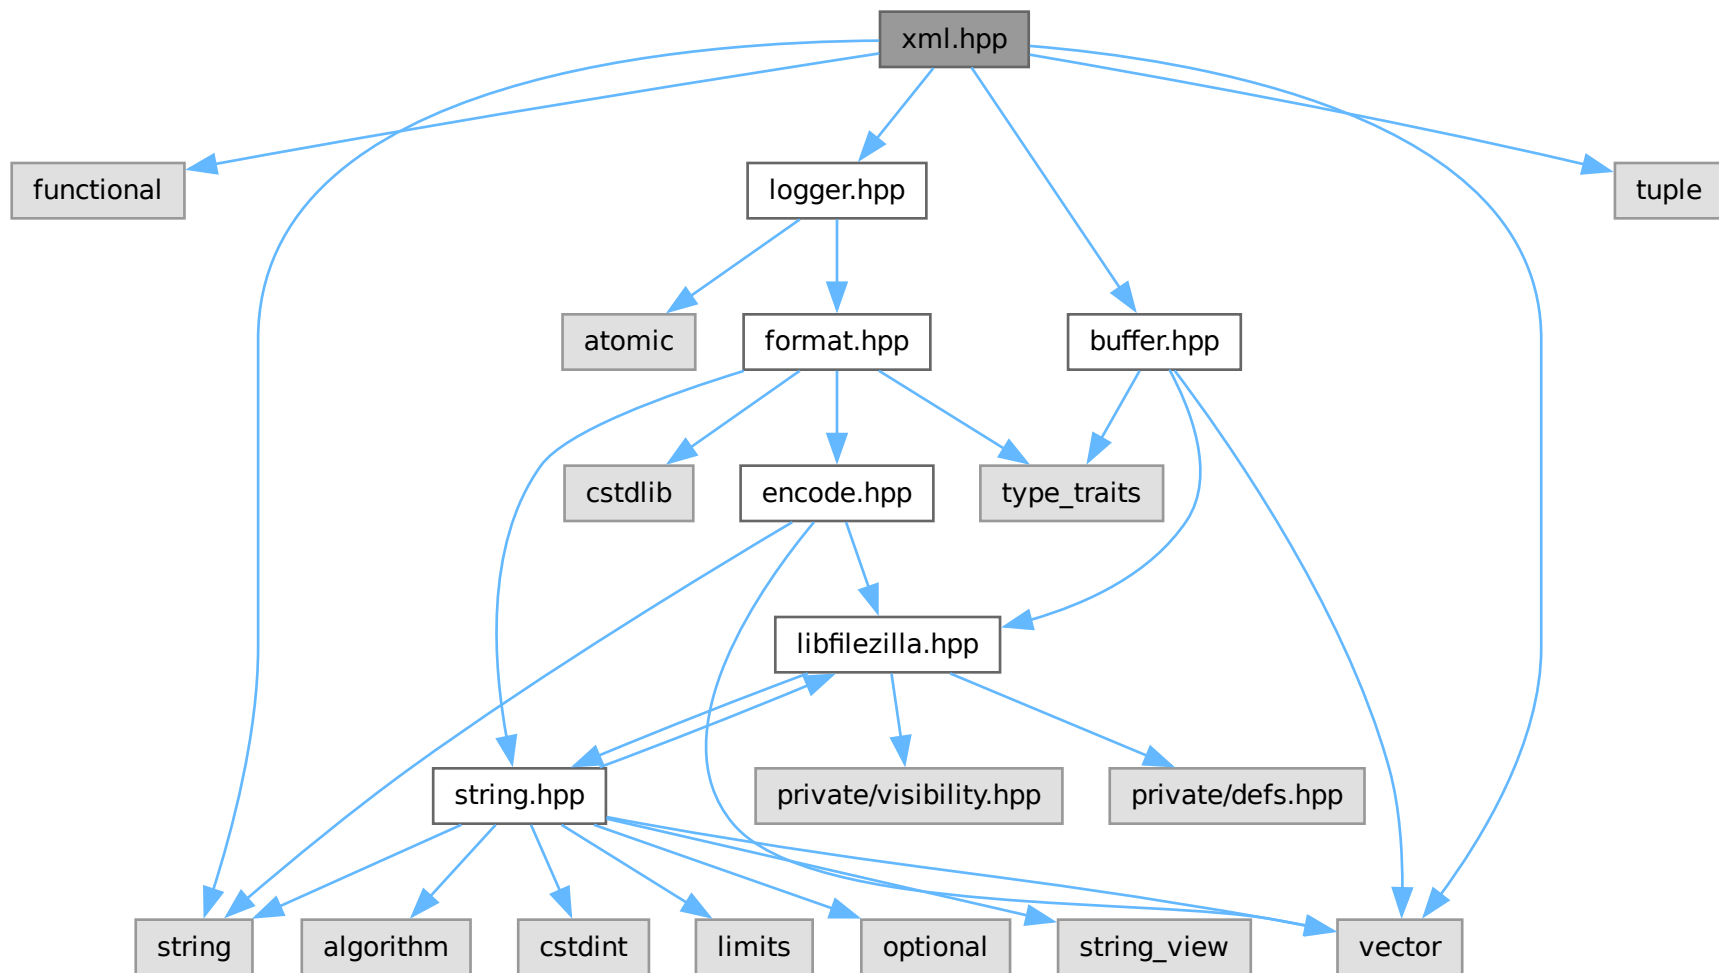 xml.hpp
functional
logger.hpp
tuple
atomic
format.hpp
buffer.hpp
cstdlib
encode.hpp
type_traits
libfilezilla.hpp
string.hpp
private/visibility.hpp
private/defs.hpp
string
algorithm
cstdint
limits
optional
string_view
vector